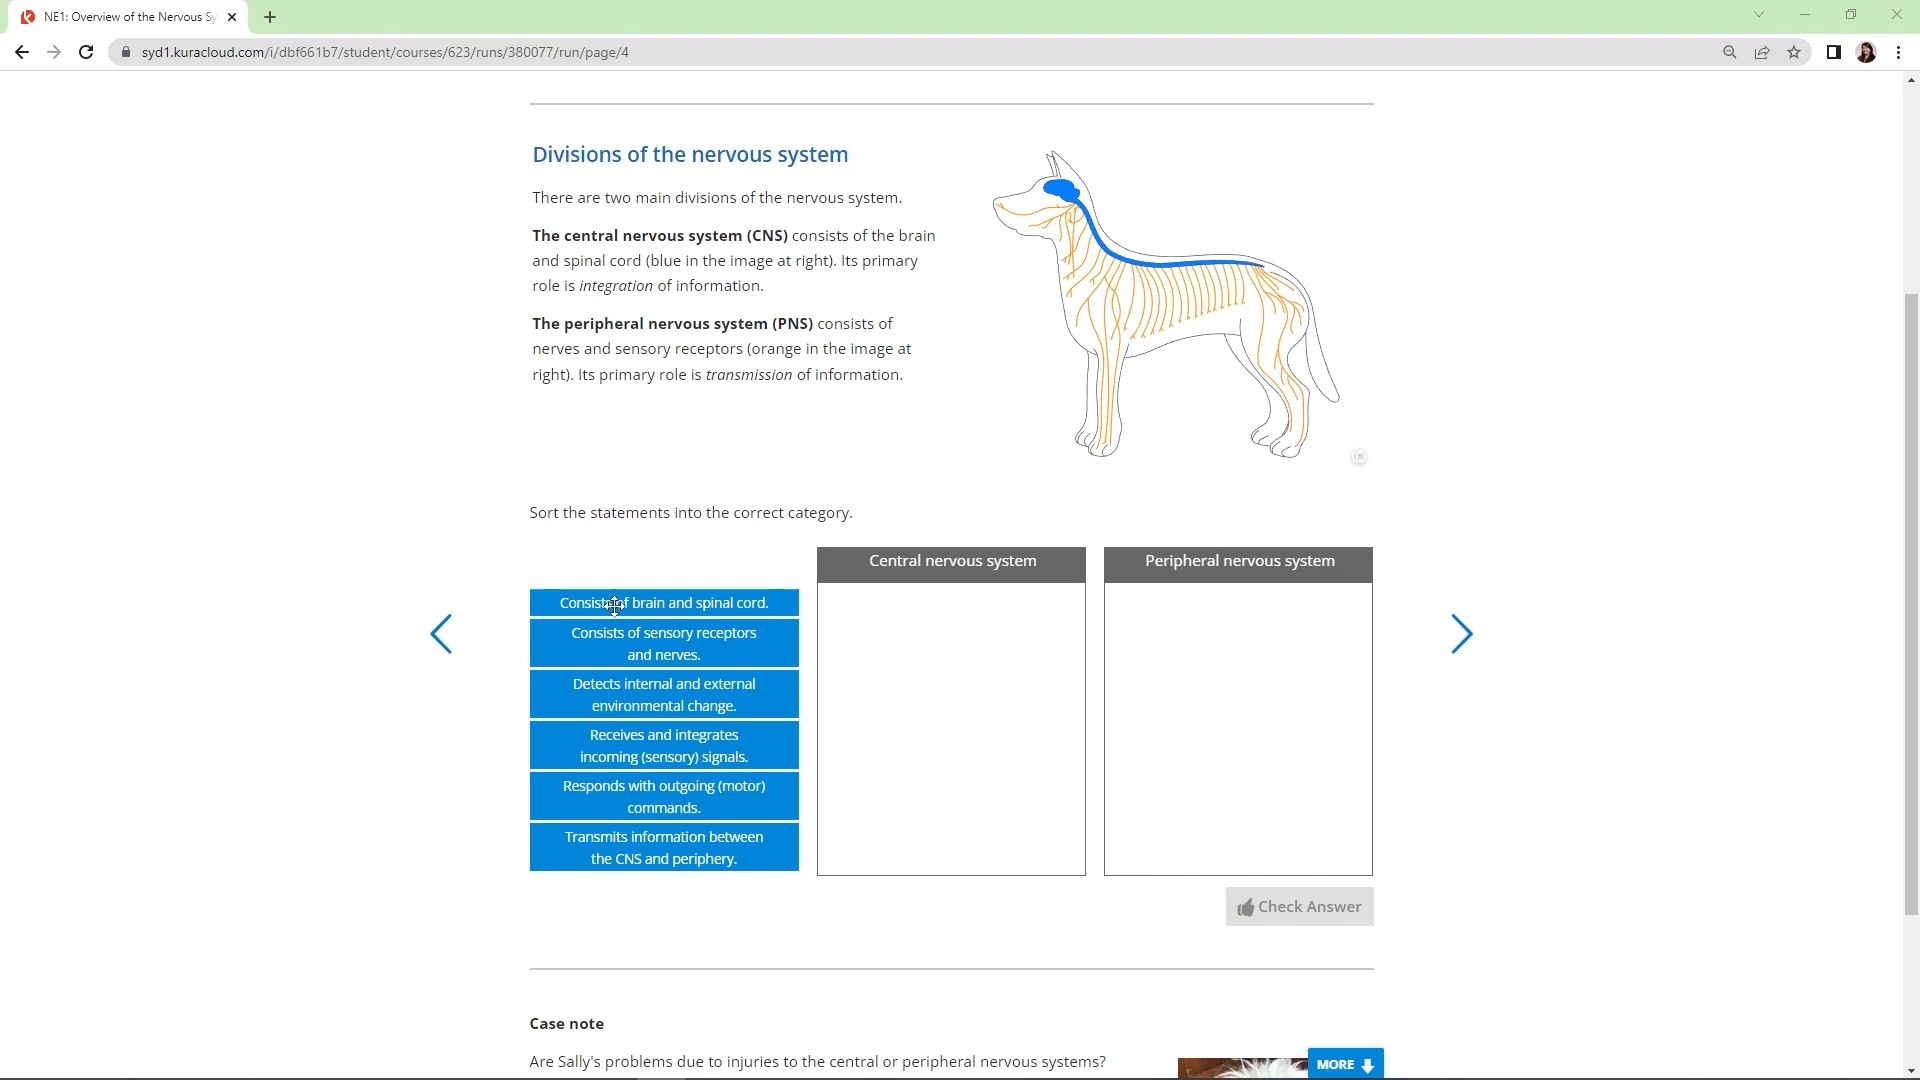 NE1: Overview of the Nervous Sy
syd1.kuracloud.com/i/dbf661b7/student/courses/623/runs/380077/run/page/4
Divisions of the nervous system
There are two main divisions of the nervous system.
The central nervous system (CNS) consists of the brain
and spinal cord (blue in the image at right). Its primary
role is integration of information.
The peripheral nervous system (PNS) consists of
nerves and sensory receptors (orange in the image at
right). Its primary role is transmission of information.
Sort the statements into the correct category.
Central nervous system
Peripheral nervous system
Consists of brain and spinal cord.
Consists of sensory receptors
and nerves.
Detects internal and external
environmental change.
Receives and integrates
incoming (sensory) signals.
Responds with outgoing (motor)
commands.
Transmits information between
the CNS and periphery.
Check Answer
Case note
Are Sally's problems due to injuries to the central or peripheral nervous systems?
MORE